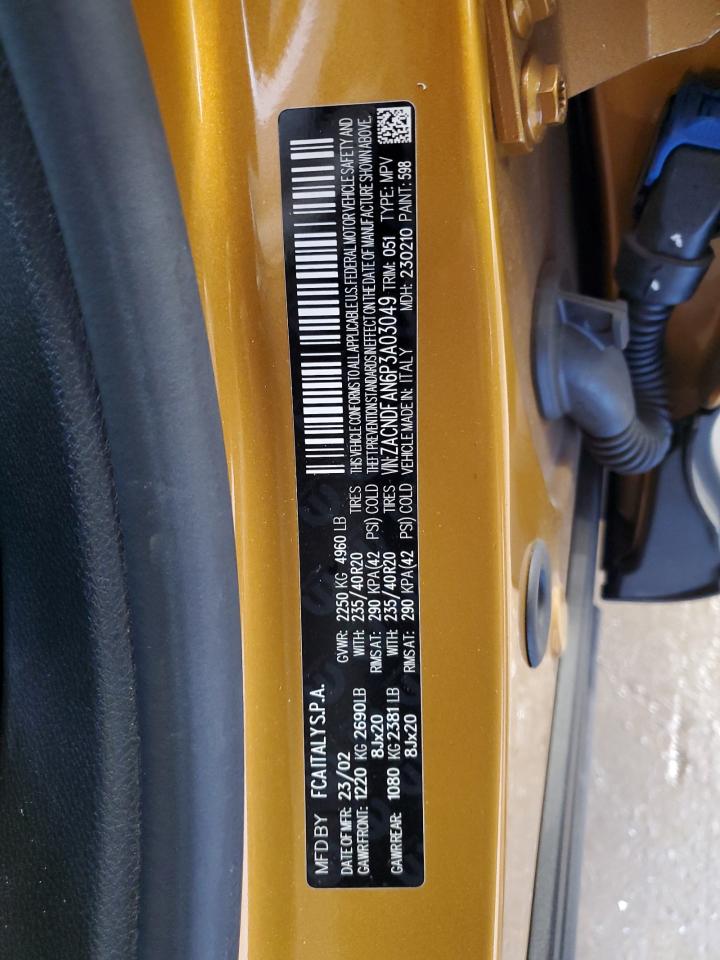 MFD BY FCA ITALY S.P.A.
DATE OF MFR: 23/02 GVWR: 2250 KG 4960 LB
GAWR FRONT: 1220 KG 2690LB WITH: 235/40R20 TIRES
8Jx20 RIMS AT: 290 KPA(42 PSI) COLD
GAWR REAR: 1080 KG 2381 LB WITH: 235/40R20 TIRES
8Jx20 RIMS AT: 290 KPA(42 PSI) COLD
THIS VEHICLE CONFORMS TO ALL APPLICABLE U.S. FEDERAL MOTOR VEHICLE SAFETY AND
THEFT PREVENTION STANDARDS IN EFFECT ON THE DATE OF MANUFACTURE SHOWN ABOVE.
VIN: ZACNDFAN6P3A03049 TRIM: 051 TYPE: MPV
VEHICLE MADE IN: ITALY MDH: 230210 PAINT: 598